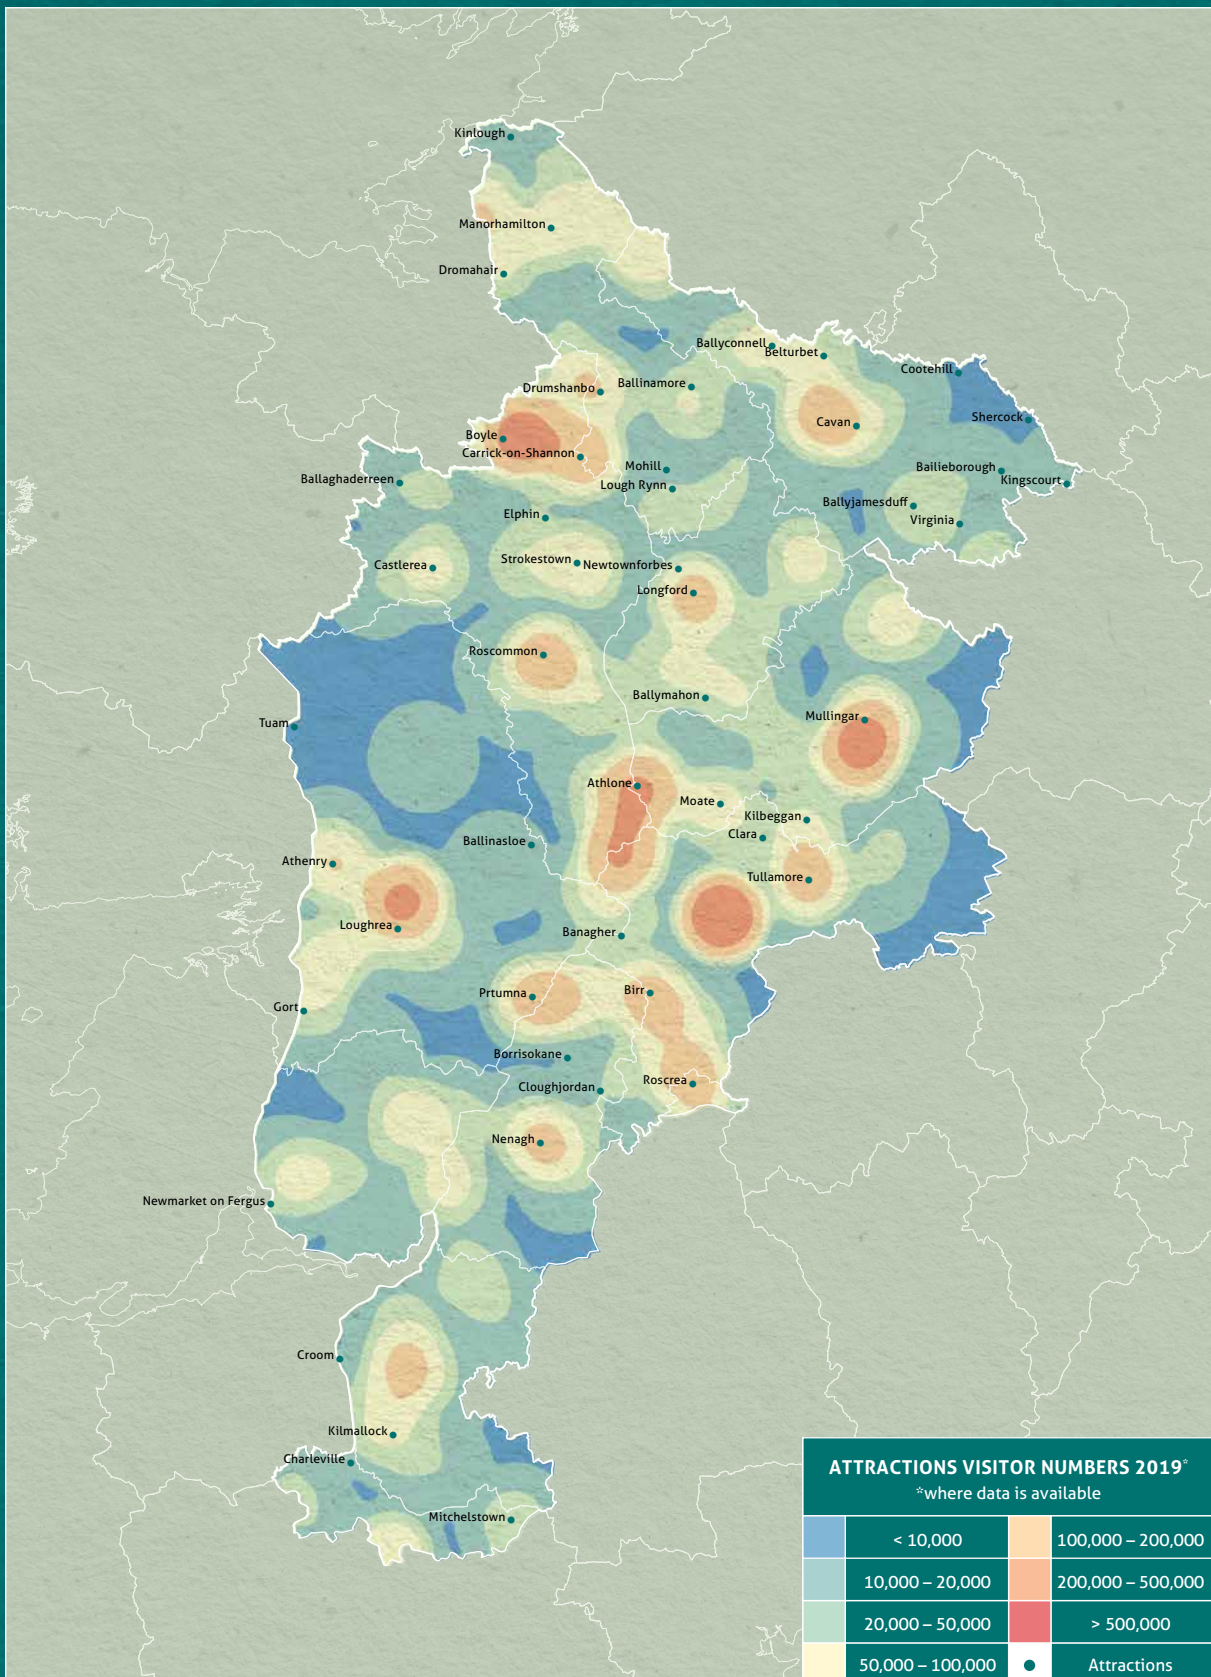 Kinlough
Manorhamilton
Dromahair
Ballyconnell
Belturbet
Cootehill
Drumshanbo
Ballinamore
Shercock
Cavan
Boyle
Carrick-on-Shannon
Mohill
Bailieborough
Ballaghaderreen
Lough Rynn
Kingscourt
Ballyjamesduff
Elphin
Virginia
Strokestown
Newtownforbes
Castlerea
Longford
Roscommon
Ballymahon
Tuam
Mullingar
Athlone
Moate
Kilbeggan
Clara
Ballinasloe
Athenry
Tullamore
Loughrea
Banagher
Prtumna
Birr
Gort
Borrisokane
Cloughjordan
Roscrea
Nenagh
Newmarket on Fergus
Croom
Kilmallock
Charleville
Mitchelstown
ATTRACTIONS VISITOR NUMBERS 2019*
*where data is available
< 10,000
100,000 – 200,000
10,000 – 20,000
200,000 – 500,000
20,000 – 50,000
> 500,000
50,000 – 100,000
Attractions